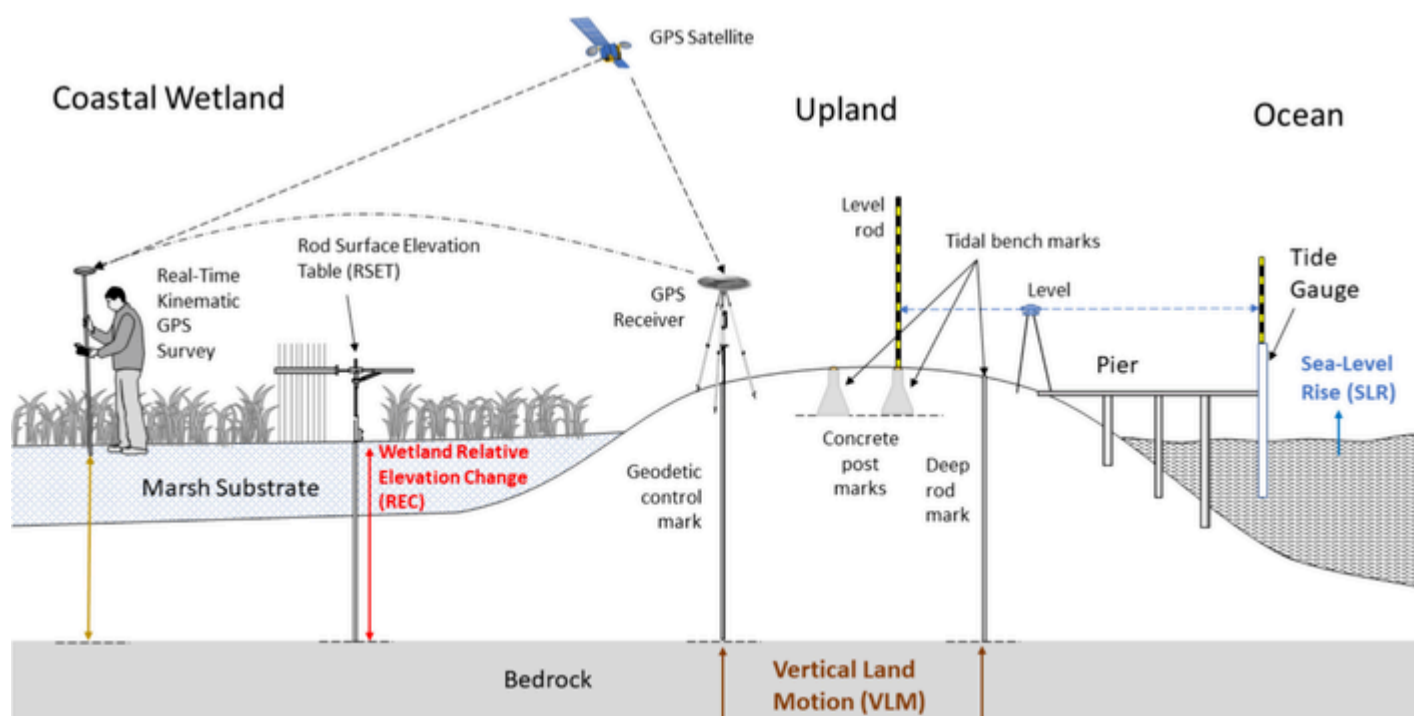 GPS Satellite
Coastal Wetland
Upland
Ocean
Level
rod
Tidal bench marks
Rod Surface Elevation
Table (RSET)
Real-Time
Kinematic
GPS
Survey
GPS
Receiver
Level
Tide
Gauge
Pier
Sea-Level
Rise (SLR)
Wetland Relative
Elevation Change
(REC)
Marsh Substrate
Geodetic
control
mark
Concrete
post
marks
Deep
rod
mark
Bedrock
Vertical Land
Motion (VLM)